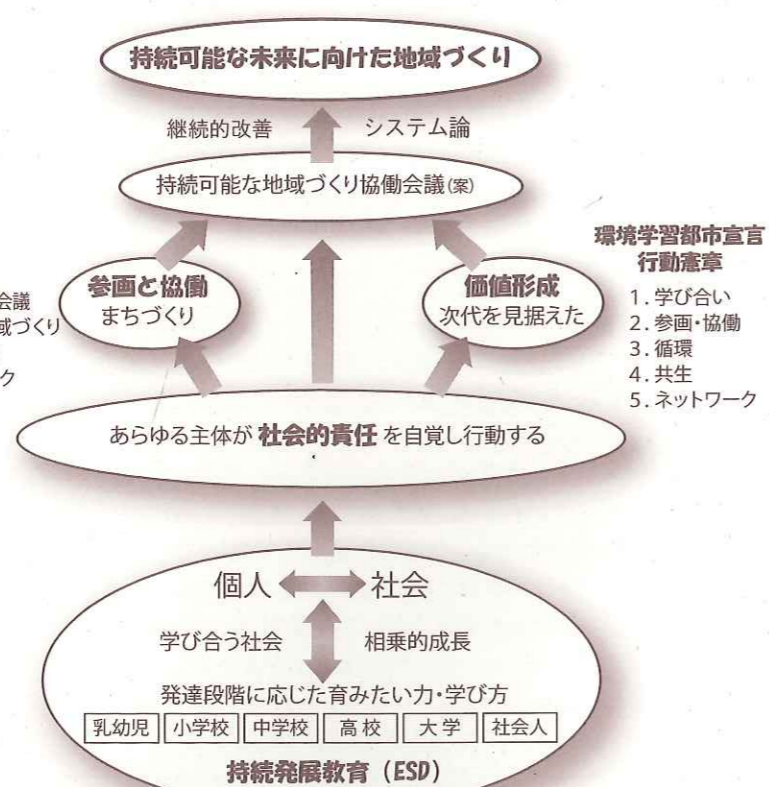 持続可能な未来に向けた地域づくり
継続的改善 システム論
持続可能な地域づくり協働会議(案)
環境学習都市宣言
行動憲章
1. 学び合い
2. 参画・協働
3. 循環
4. 共生
5. ネットワーク
参画と協働
まちづくり
価値形成
次代を見据えた
会議
域づくり
ク
あらゆる主体が 社会的責任 を自覚し行動する
個人 社会
学び合う社会 相乗的成長
発達段階に応じた育みたい力・学び方
乳幼児 小学校 中学校 高校 大学 社会人
持続発展教育 (ESD)